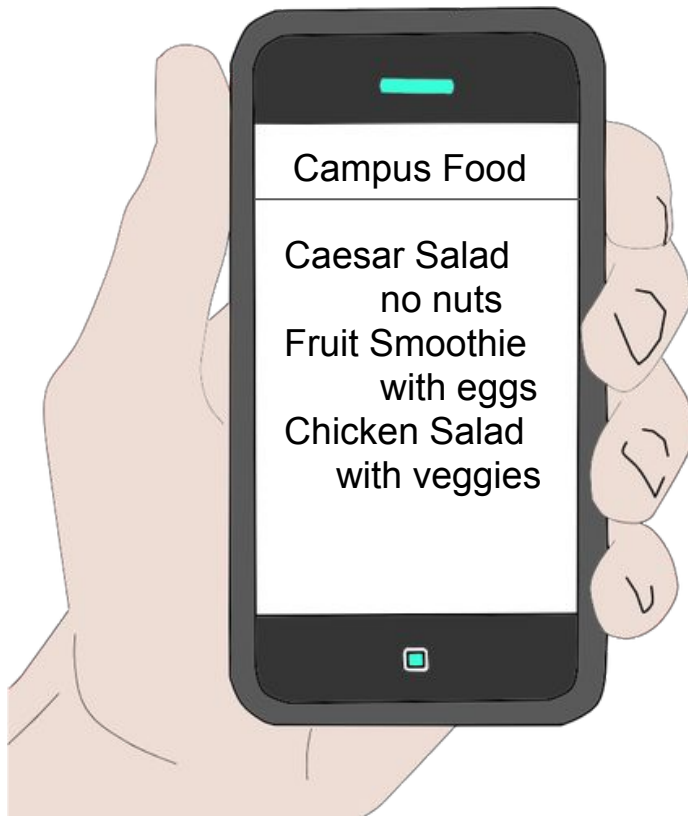 Campus Food
Caesar Salad
no nuts
Fruit Smoothie
with eggs
Chicken Salad
with veggies